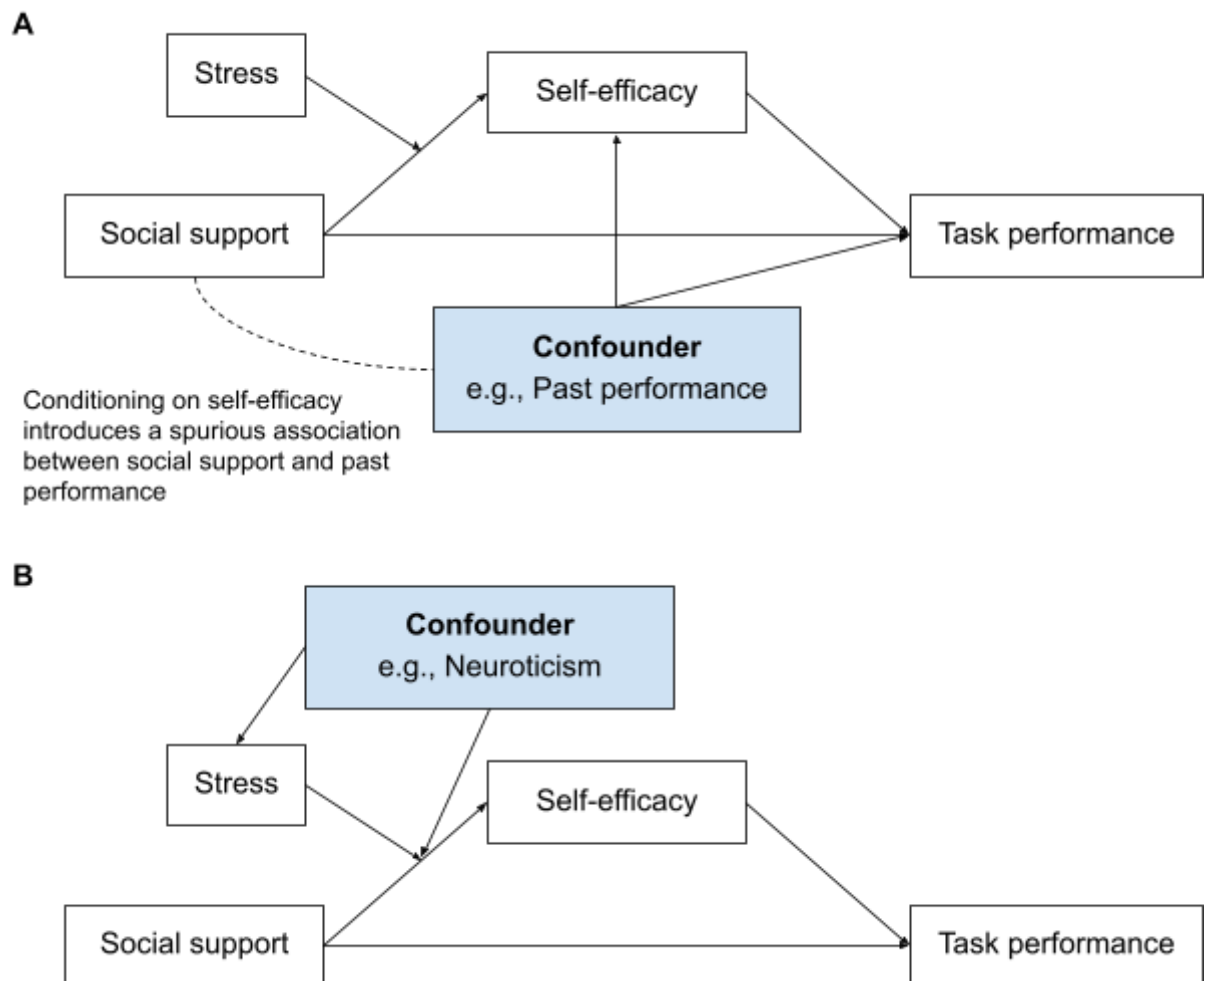 A
Stress
Self-efficacy
Social support
Task performance
Confounder
e.g., Past performance
Conditioning on self-efficacy
introduces a spurious association
between social support and past
performance
B
Confounder
e.g., Neuroticism
Stress
Self-efficacy
Social support
Task performance